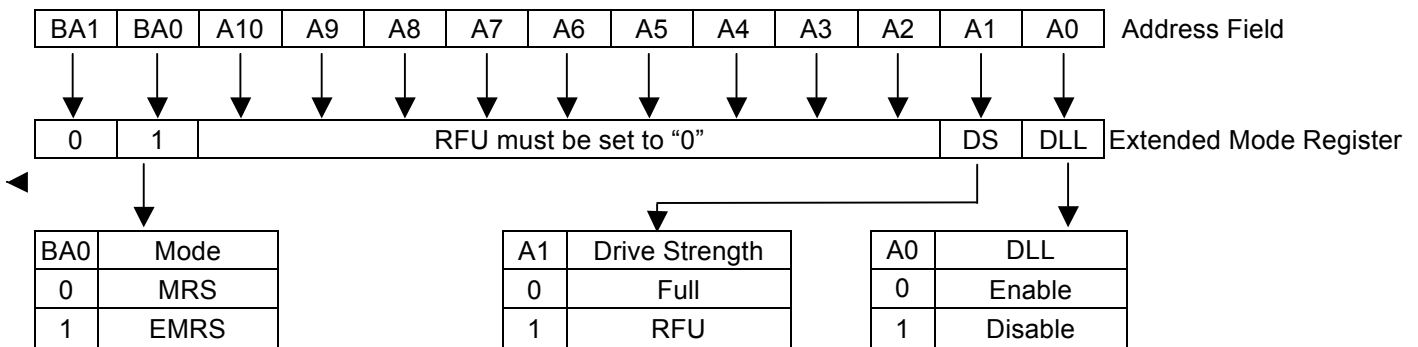 BA1 BA0 A10 A9 A8 A7 A6 A5 A4 A3 A2 A1 A0 Address Field
0 1 RFU must be set to “0” DS DLL Extended Mode Register
BA0 Mode
0 MRS
1 EMRS
A1 Drive Strength
0 Full
1 RFU
A0 DLL
0 Enable
1 Disable